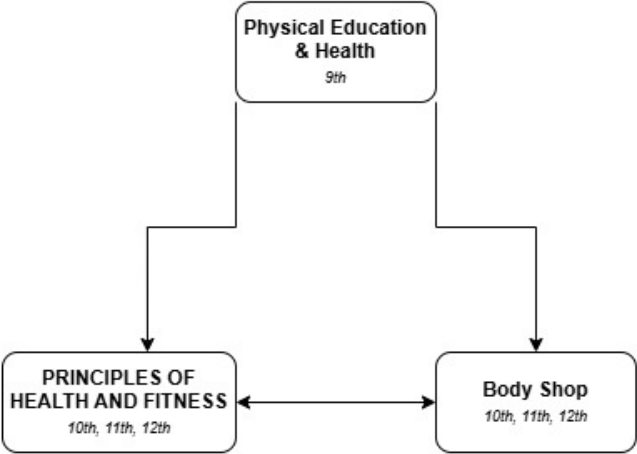 Physical Education
& Health
9th
PRINCIPLES OF
HEALTH AND FITNESS
10th, 11th, 12th
Body Shop
10th, 11th, 12th